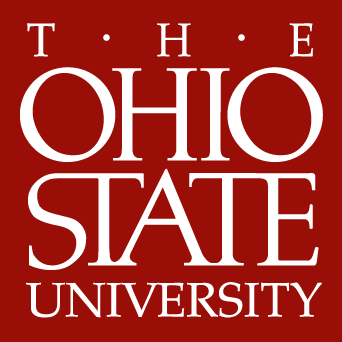 T · H · E
OHIO
STATE
UNIVERSITY